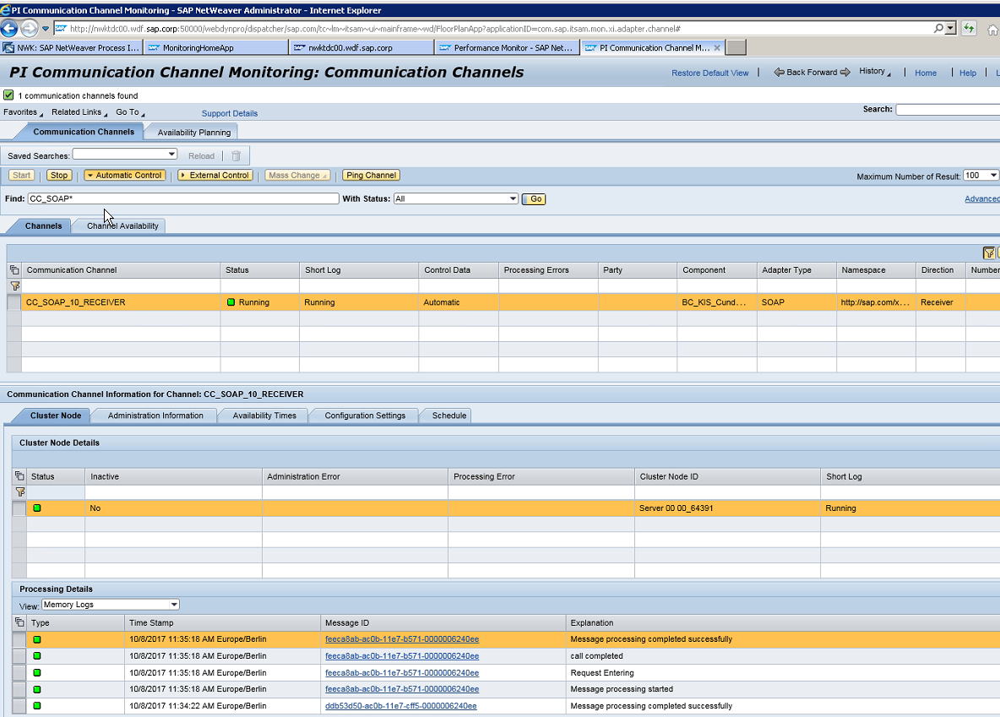 PI Communication Channel Monitoring - SAP NetWeaver Administrator - Internet Explorer
http://nwktdc00.wdf.sap.corp:50000/webdynpro/dispatcher/sap.com/tc~lm~itsam~ui~mainframe~wd/FloorPlanApp?applicationID=com.sap.itsam.mon.xi.adapter.channel#
NWK: SAP NetWeaver Process I... MonitoringHomeApp nwktdc00.wdf.sap.corp Performance Monitor - SAP Net... PI Communication Channel M...
PI Communication Channel Monitoring: Communication Channels Restore Default View Back Forward History Home Help
1 communication channels found
Favorites Related Links Go To Support Details Search:
Communication Channels Availability Planning
Saved Searches: Reload
Start Stop Automatic Control External Control Mass Change Ping Channel Maximum Number of Result: 100
Find: CC_SOAP* With Status: All Go Advanced
Channels Channel Availability
Communication Channel Status Short Log Control Data Processing Errors Party Component Adapter Type Namespace Direction Number
CC_SOAP_10_RECEIVER Running Running Automatic BC_KIS_Cund... SOAP http://sap.com/x... Receiver
Communication Channel Information for Channel: CC_SOAP_10_RECEIVER
Cluster Node Administration Information Availability Times Configuration Settings Schedule
Cluster Node Details
Status Inactive Administration Error Processing Error Cluster Node ID Short Log
No Server 00 00_64391 Running
Processing Details
View: Memory Logs
Type Time Stamp Message ID Explanation
10/8/2017 11:35:18 AM Europe/Berlin feeca8ab-ac0b-11e7-b571-0000006240ee Message processing completed successfully
10/8/2017 11:35:18 AM Europe/Berlin feeca8ab-ac0b-11e7-b571-0000006240ee call completed
10/8/2017 11:35:18 AM Europe/Berlin feeca8ab-ac0b-11e7-b571-0000006240ee Request Entering
10/8/2017 11:35:18 AM Europe/Berlin feeca8ab-ac0b-11e7-b571-0000006240ee Message processing started
10/8/2017 11:34:22 AM Europe/Berlin ddb53d50-ac0b-11e7-cff5-0000006240ee Message processing completed successfully